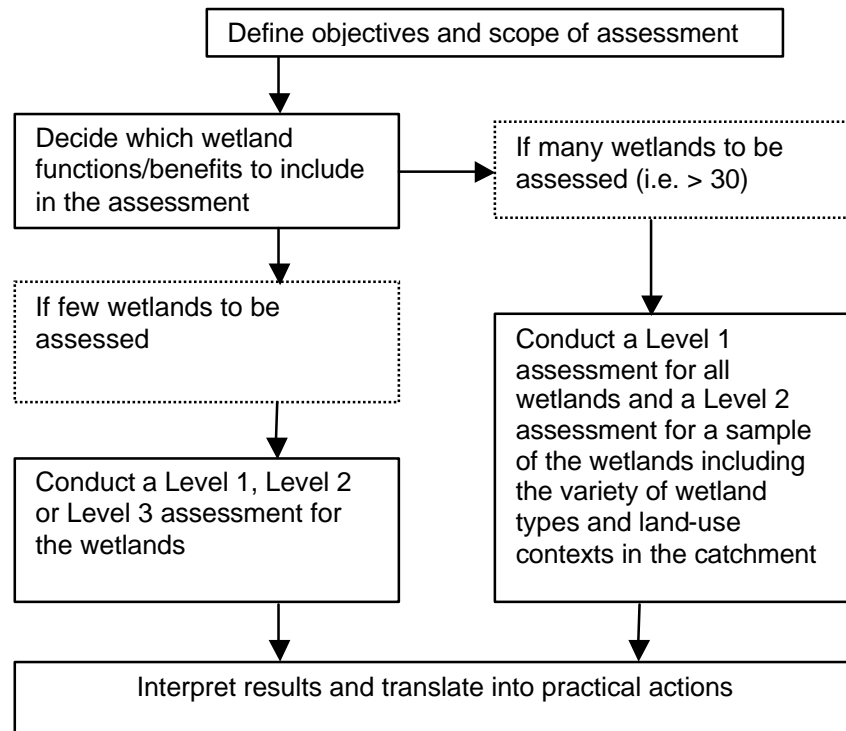 Define objectives and scope of assessment
Decide which wetland
functions/benefits to include
in the assessment
If many wetlands to be
assessed (i.e. > 30)
If few wetlands to be
assessed
Conduct a Level 1
assessment for all
wetlands and a Level 2
assessment for a sample
of the wetlands including
the variety of wetland
types and land-use
contexts in the catchment
Conduct a Level 1, Level 2
or Level 3 assessment for
the wetlands
Interpret results and translate into practical actions